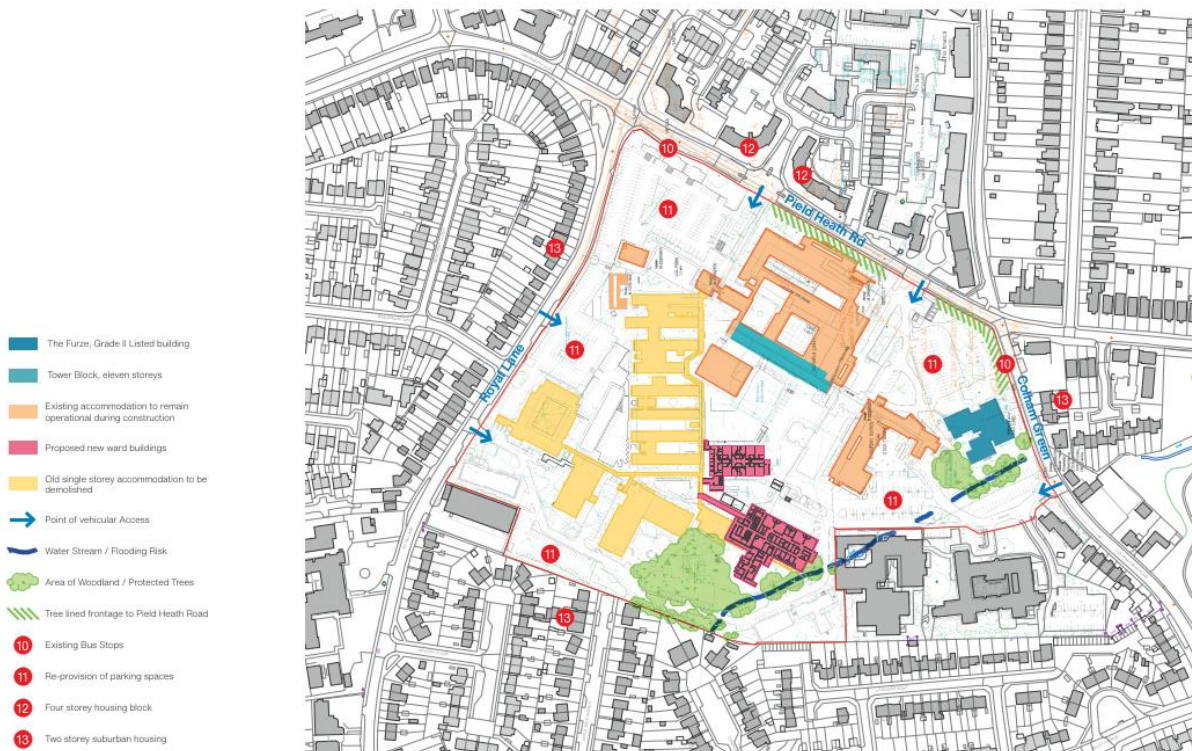 The Furze, Grade II Listed building
Tower Block, eleven storeys
Existing accommodation to remain
operational during construction
Proposed new ward buildings
Old single storey accommodation to be
demolished
Point of vehicular Access
Water Stream / Flooding Risk
Area of Woodland / Protected Trees
Tree lined frontage to Pield Heath Road
10 Existing Bus Stops
11 Re-provision of parking spaces
12 Four storey housing block
13 Two storey suburban housing
10
12
12
11
Pield Heath Rd
13
11
Royal Lane
11
10
Colham Green
13
11
11
13